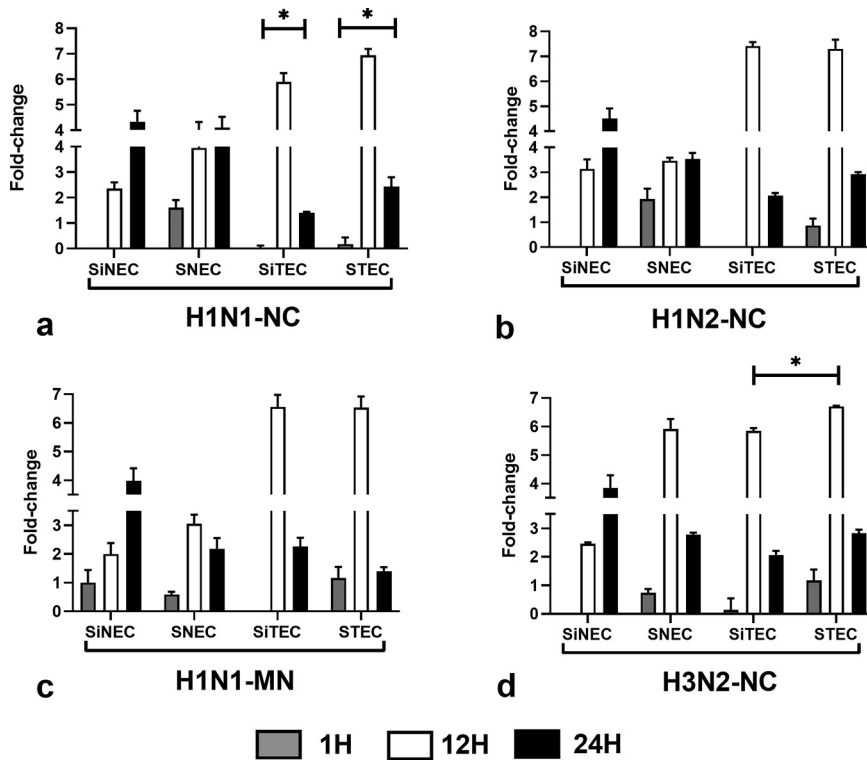 * *
Fold-change
8
7
6
5
4
4
3
2
1
0
SiNEC SNEC SiTEC STEC
a
H1N1-NC
Fold-change
8
7
6
5
4
4
3
2
1
0
SiNEC SNEC SiTEC STEC
b
H1N2-NC
Fold-change
7
6
5
4
3
2
1
0
SiNEC SNEC SiTEC STEC
c
H1N1-MN
*
Fold-change
7
6
5
4
3
2
1
0
SiNEC SNEC SiTEC STEC
d
H3N2-NC
1H 12H 24H